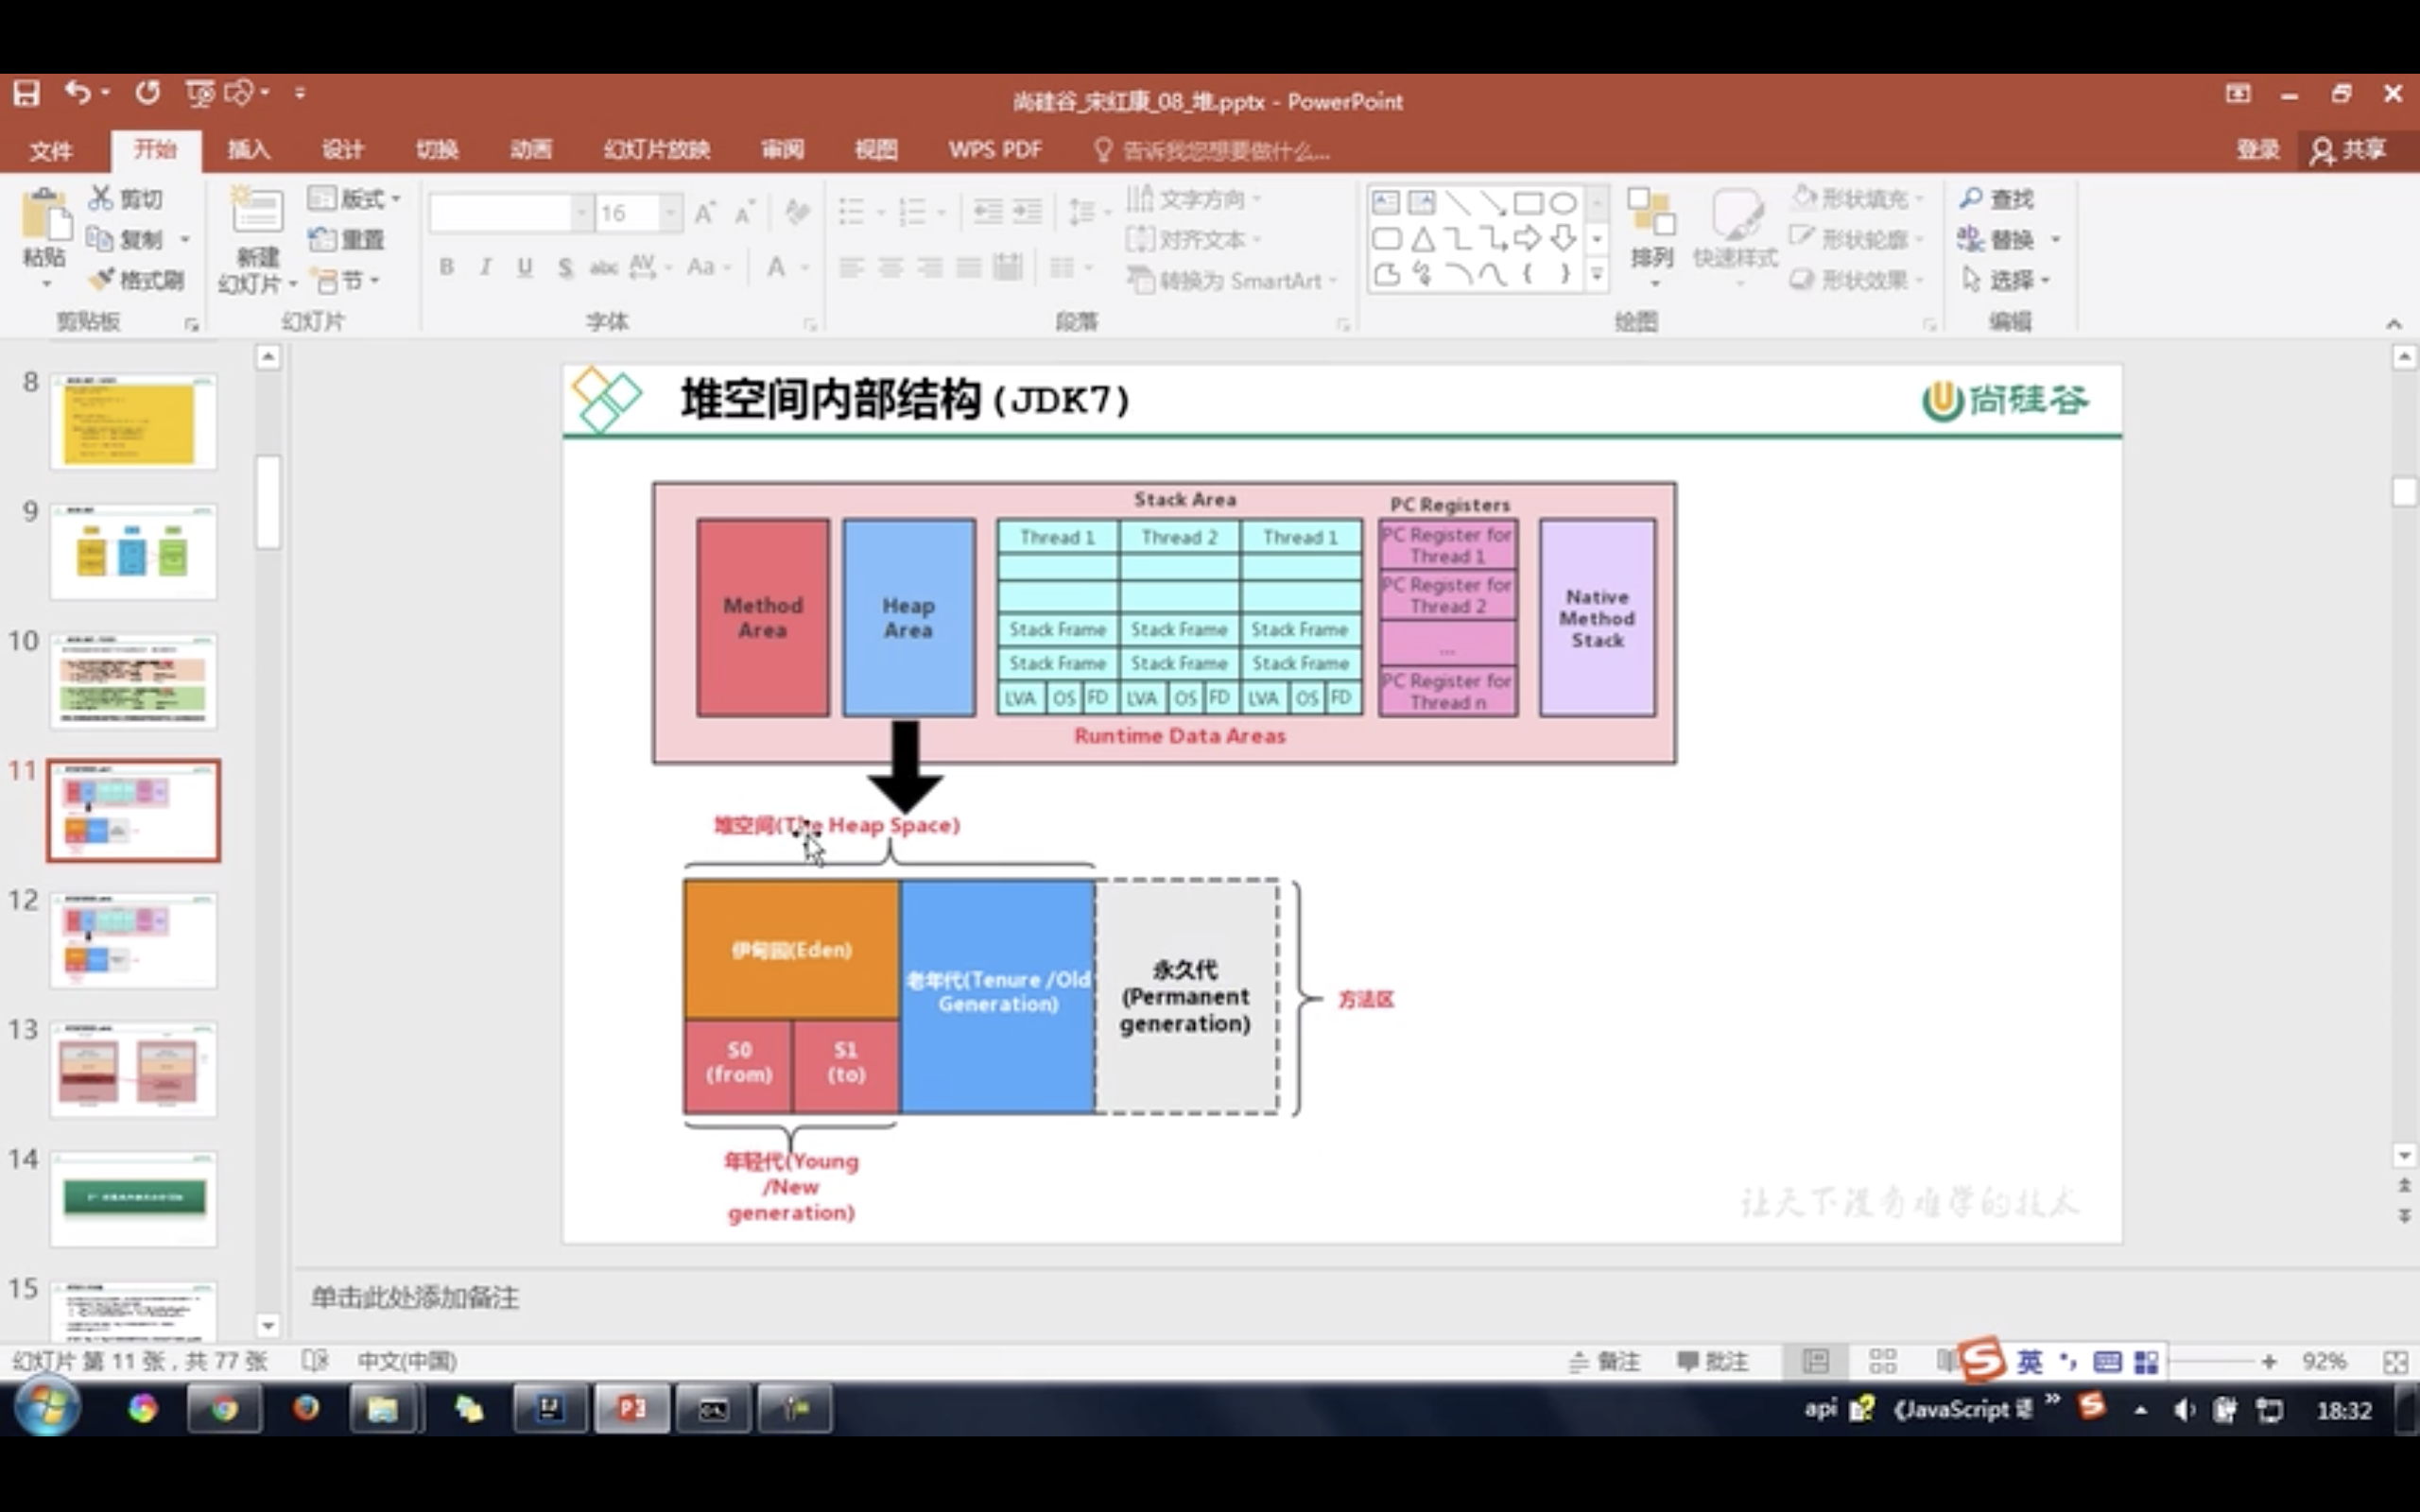 尚硅谷_宋红康_08_堆.pptx - PowerPoint
文件 开始 插入 设计 切换 动画 幻灯片放映 审阅 视图 WPS PDF 告诉我您想要做什么... 登录 共享
粘贴 剪切 复制 格式刷 新建 幻灯片 版式 重置 节
16
B I U S abc AV Aa A
文字方向 对齐文本 转换为 SmartArt
排列 快速样式 形状填充 形状轮廓 形状效果
查找 替换 选择
剪贴板 幻灯片 字体 段落 绘图 编辑
8
9
10
11
12
13
14
15
堆空间内部结构(JDK7)
尚硅谷
Stack Area
PC Registers
Method Area
Heap Area
Thread 1 Thread 2 Thread 1
Stack Frame Stack Frame Stack Frame
Stack Frame Stack Frame Stack Frame
LVA OS FD LVA OS FD LVA OS FD
PC Register for Thread 1
PC Register for Thread 2
...
PC Register for Thread n
Native Method Stack
Runtime Data Areas
堆空间(The Heap Space)
伊甸园(Eden)
老年代(Tenure /Old Generation)
永久代
(Permanent generation)
方法区
S0 (from)
S1 (to)
年轻代(Young
/New
generation)
让天下没有难学的技术
单击此处添加备注
幻灯片 第 11 张，共 77 张 中文(中国) 备注 批注 英 92%
api 《JavaScript 18:32